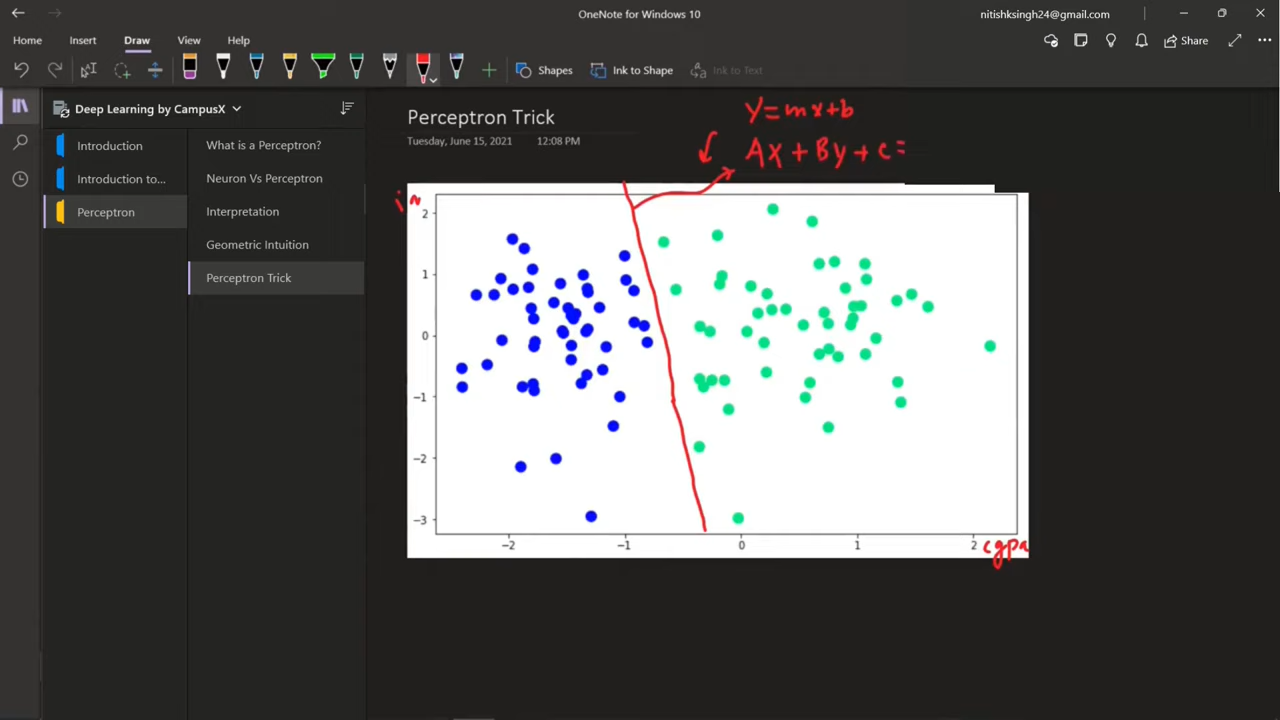 OneNote for Windows 10
nitishksingh24@gmail.com
Home Insert Draw View Help
Shapes Ink to Shape Ink to Text Share
Deep Learning by CampusX
Introduction
Introduction to...
Perceptron
What is a Perceptron?
Neuron Vs Perceptron
Interpretation
Geometric Intuition
Perceptron Trick
Perceptron Trick
Tuesday, June 15, 2021 12:08 PM
Y=mx+b
Ax + By + c =
2
1
0
−1
−2
−3
−2 −1 0 1 2
cgpa